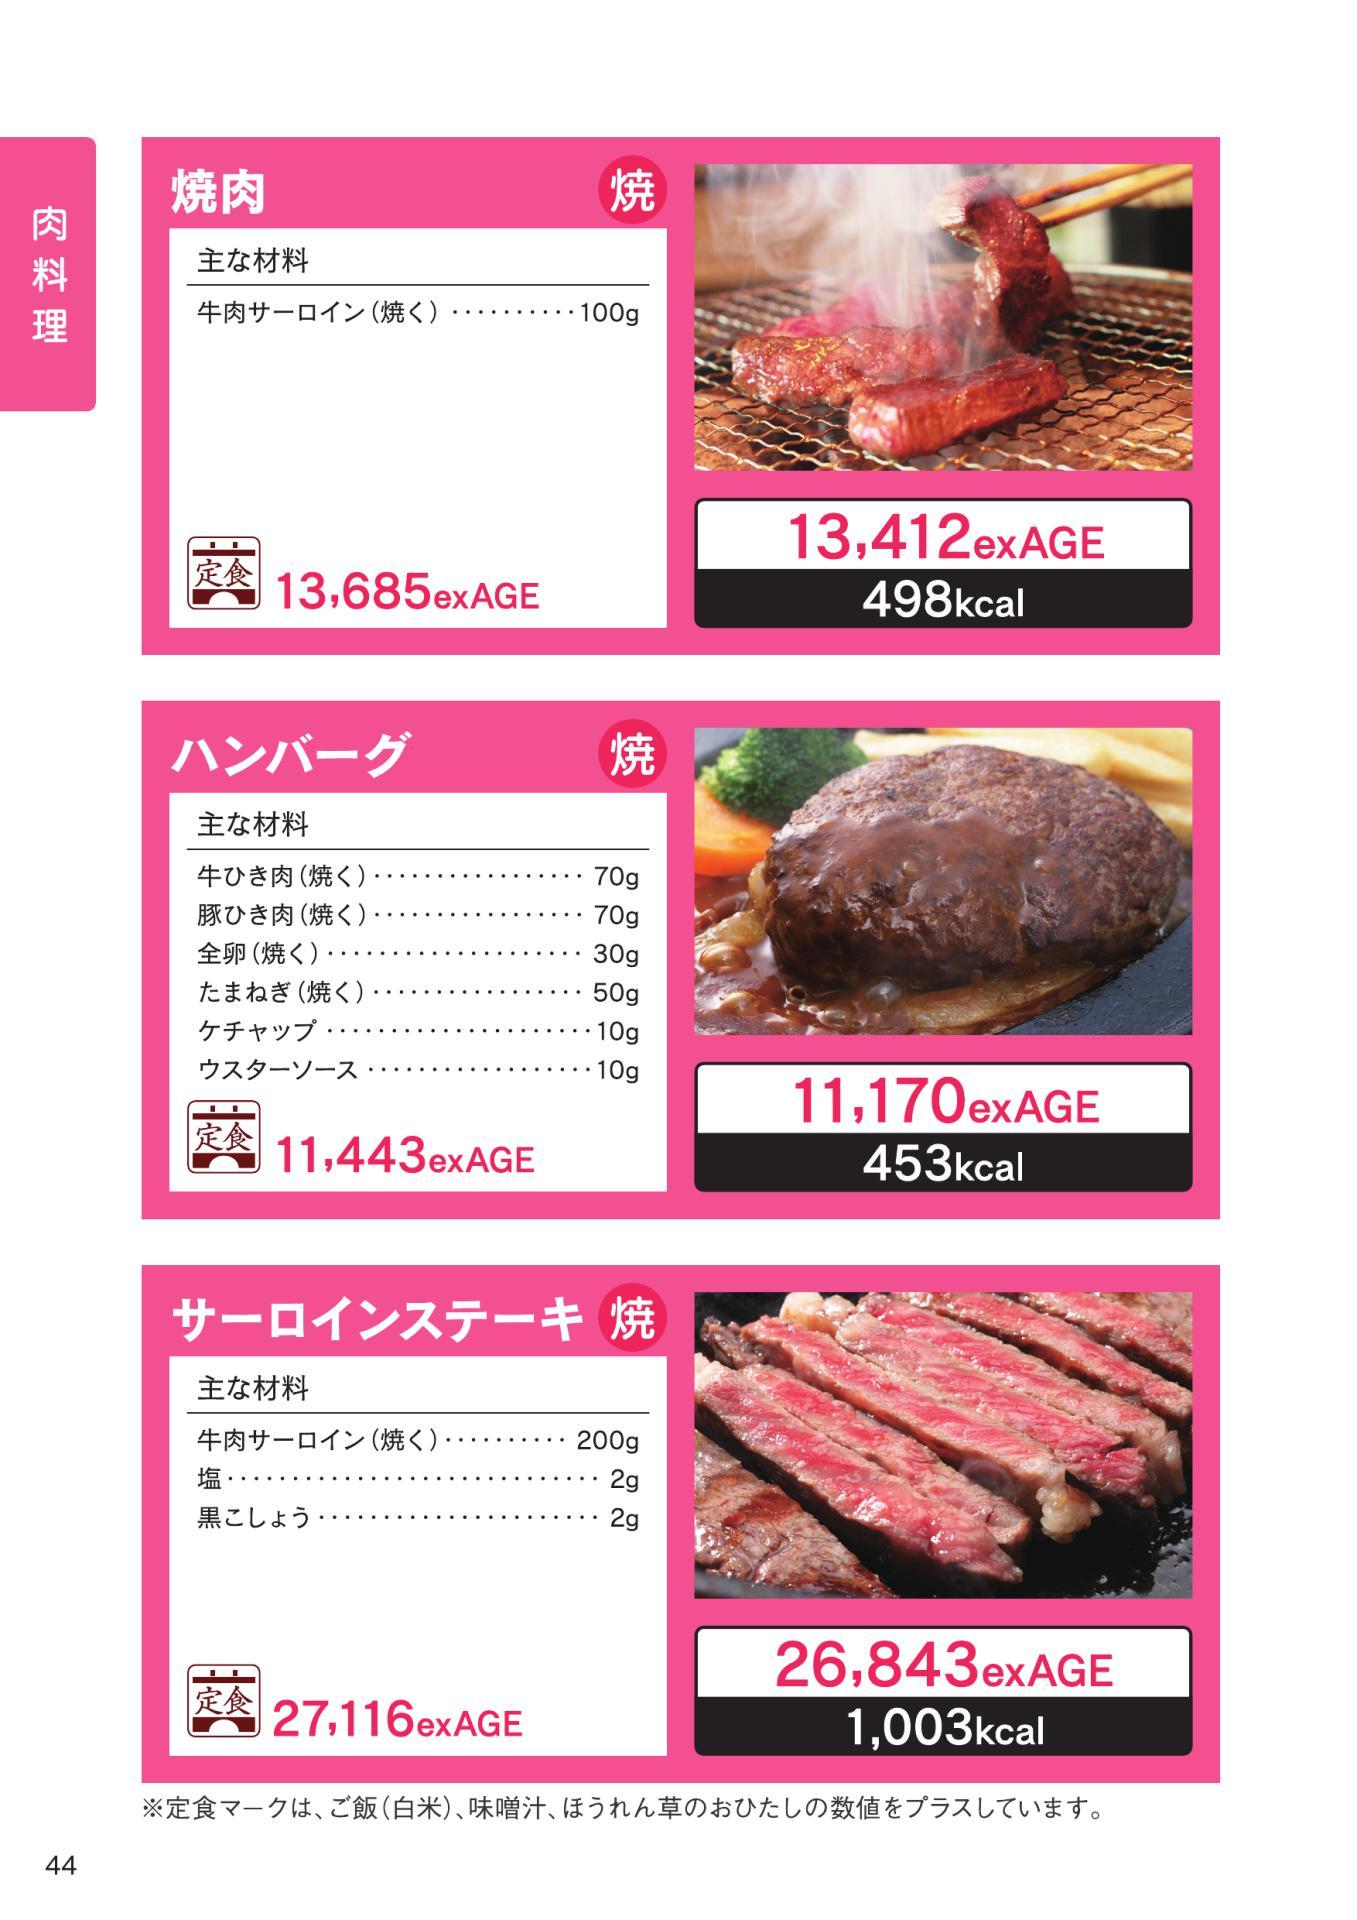 肉料理
焼肉 焼
主な材料
牛肉サーロイン（焼く）··········100g
定食 13,685exAGE
13,412exAGE
498kcal
ハンバーグ 焼
主な材料
牛ひき肉（焼く）················· 70g
豚ひき肉（焼く）················· 70g
全卵（焼く）···················· 30g
たまねぎ（焼く）················· 50g
ケチャップ·····················10g
ウスターソース··················10g
定食 11,443exAGE
11,170exAGE
453kcal
サーロインステーキ 焼
主な材料
牛肉サーロイン（焼く）·········· 200g
塩······························ 2g
黒こしょう······················ 2g
定食 27,116exAGE
26,843exAGE
1,003kcal
※定食マークは、ご飯（白米）、味噌汁、ほうれん草のおひたしの数値をプラスしています。
44